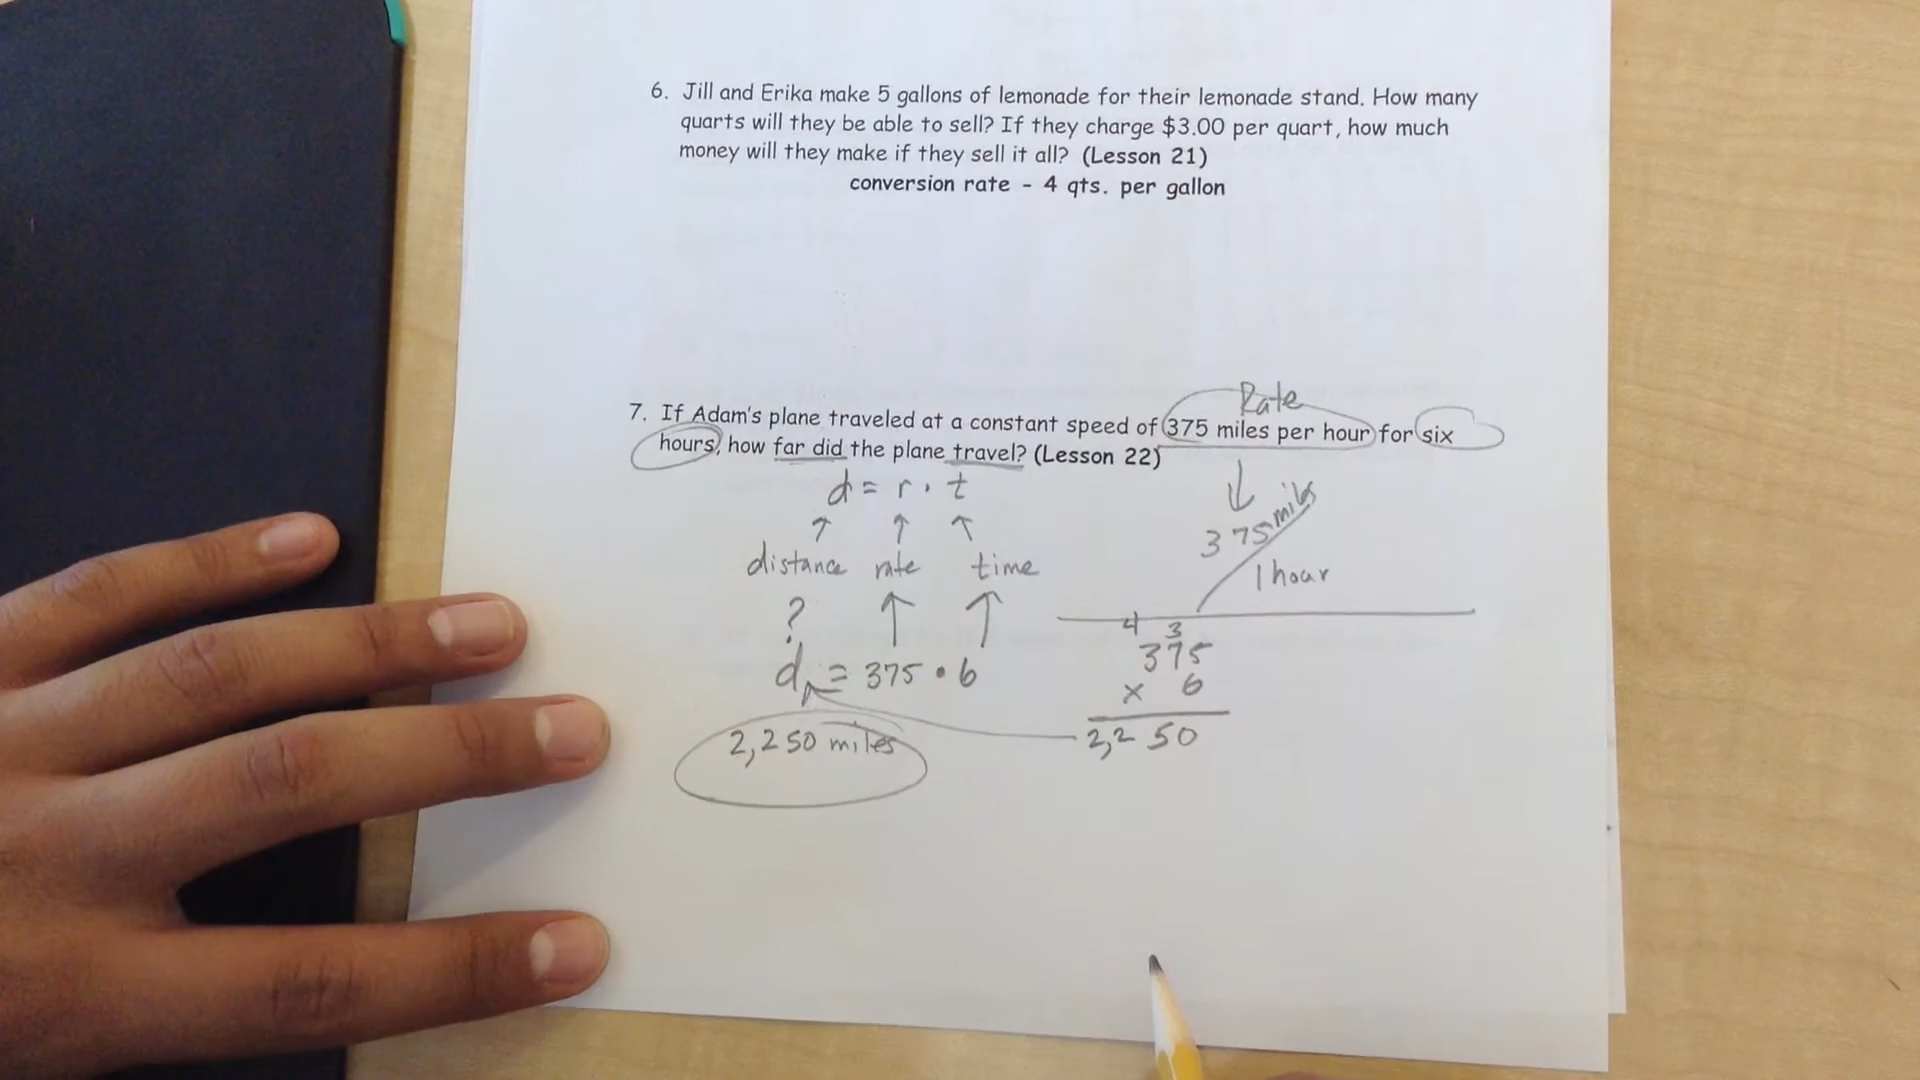 6. Jill and Erika make 5 gallons of lemonade for their lemonade stand. How many
quarts will they be able to sell? If they charge $3.00 per quart, how much
money will they make if they sell it all? (Lesson 21)
conversion rate - 4 qts. per gallon
Rate
7. If Adam's plane traveled at a constant speed of 375 miles per hour for six
hours, how far did the plane travel? (Lesson 22)
d = r · t
375 miles
1 hour
distance rate time
?
d = 375 • 6
4 3
375
x 6
2,250
2,250 miles